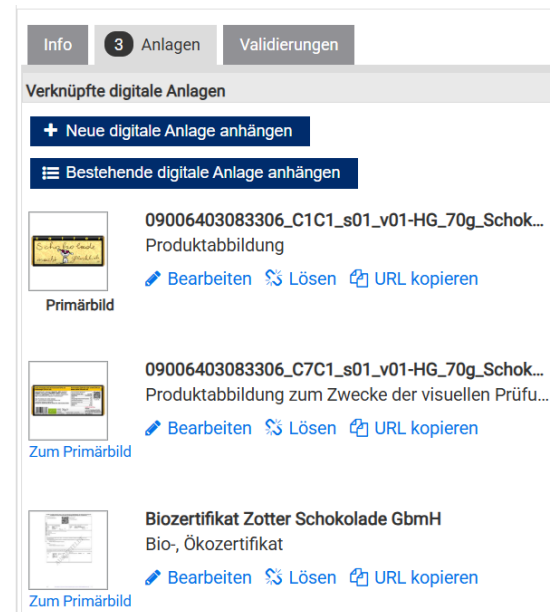 Info
3 Anlagen
Validierungen
Verknüpfte digitale Anlagen
Neue digitale Anlage anhängen
Bestehende digitale Anlage anhängen
09006403083306_C1C1_s01_v01-HG_70g_Schok...
Produktabbildung
Bearbeiten Lösen URL kopieren
Primärbild
09006403083306_C7C1_s01_v01-HG_70g_Schok...
Produktabbildung zum Zwecke der visuellen Prüfu...
Bearbeiten Lösen URL kopieren
Zum Primärbild
Biozertifikat Zotter Schokolade GbmH
Bio-, Ökozertifikat
Bearbeiten Lösen URL kopieren
Zum Primärbild